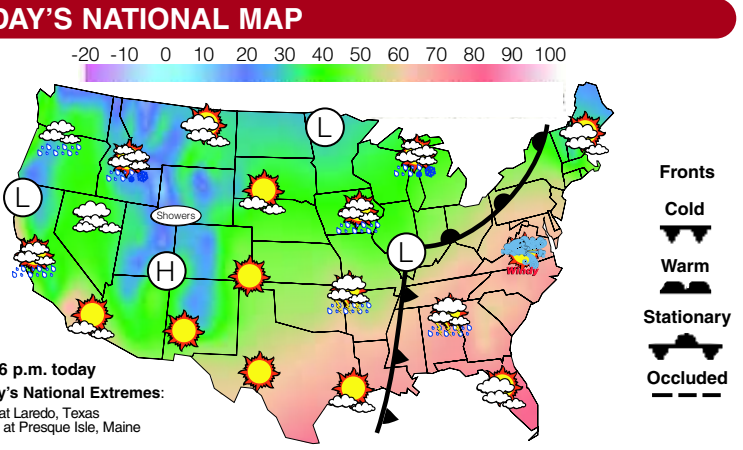 DAY'S NATIONAL MAP
-20 -10 0 10 20 30 40 50 60 70 80 90 100
L
L
Showers
L
H
Windy
Fronts
Cold
Warm
Stationary
Occluded
6 p.m. today
y's National Extremes:
at Laredo, Texas
at Presque Isle, Maine